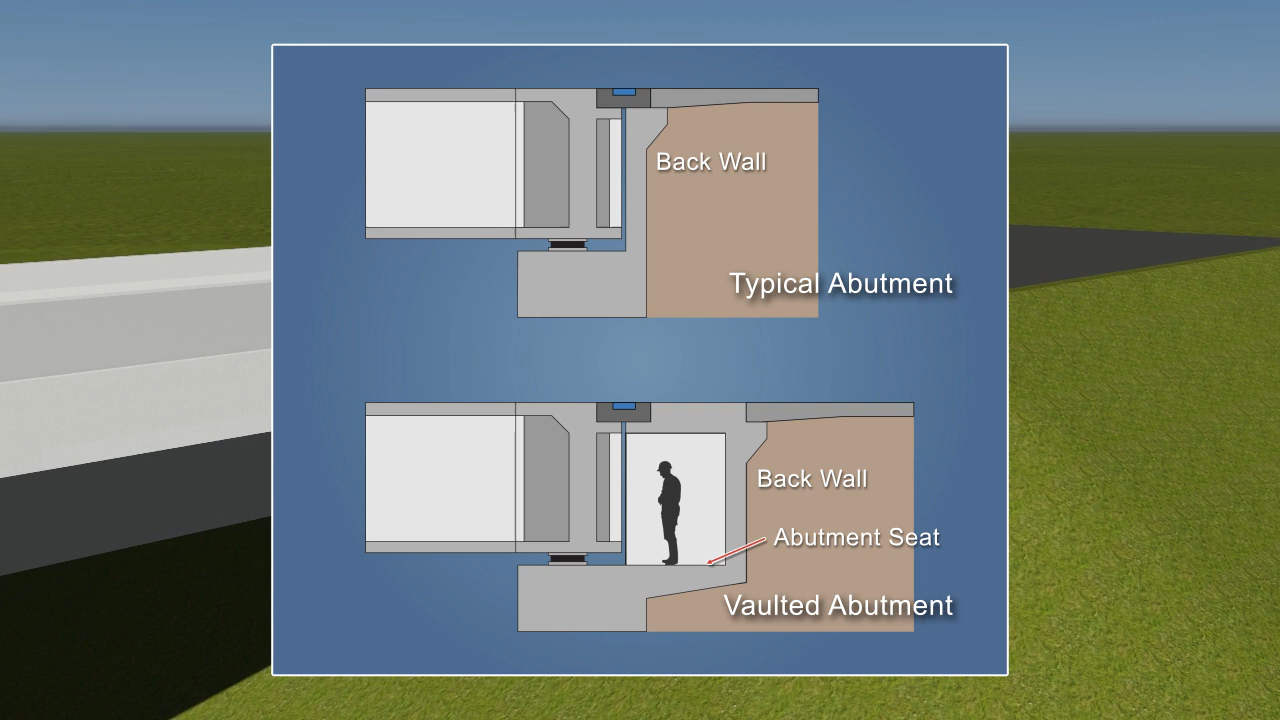 Back Wall
Typical Abutment
Back Wall
Abutment Seat
Vaulted Abutment